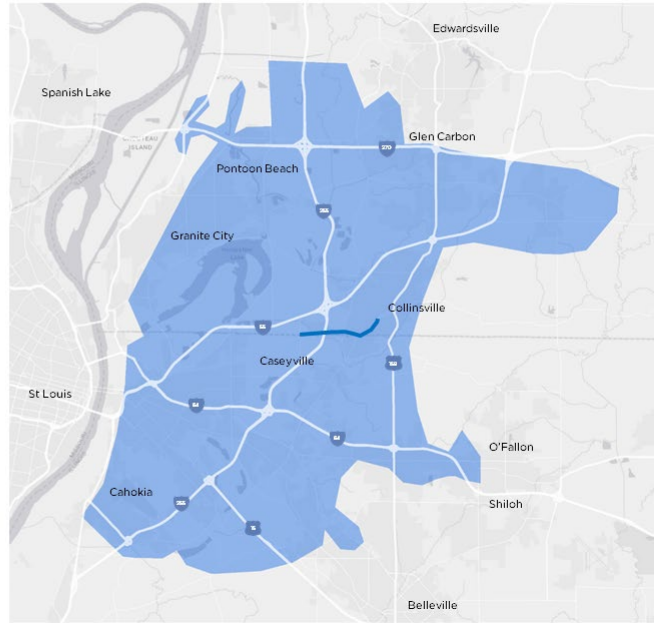 Edwardsville
Spanish Lake
Glen Carbon
ISLAND
270
Pontoon Beach
255
Granite City
Collinsville
55
Caseyville
St Louis
64
64
O'Fallon
Cahokia
255
Shiloh
15
Belleville